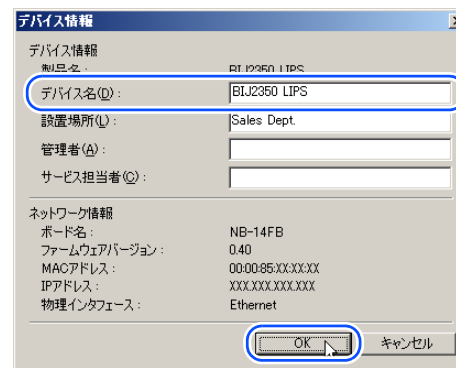 デバイス情報
デバイス情報
製品名： BIJ2350 LIPS
デバイス名(D)： BIJ2350 LIPS
設置場所(L)： Sales Dept.
管理者(A)：
サービス担当者(C)：
ネットワーク情報
ボード名： NB-14FB
ファームウェアバージョン： 0.40
MACアドレス： 00:00:85:XX:XX:XX
IPアドレス： XXX.XXX.XXX.XXX
物理インタフェース： Ethernet
OK キャンセル